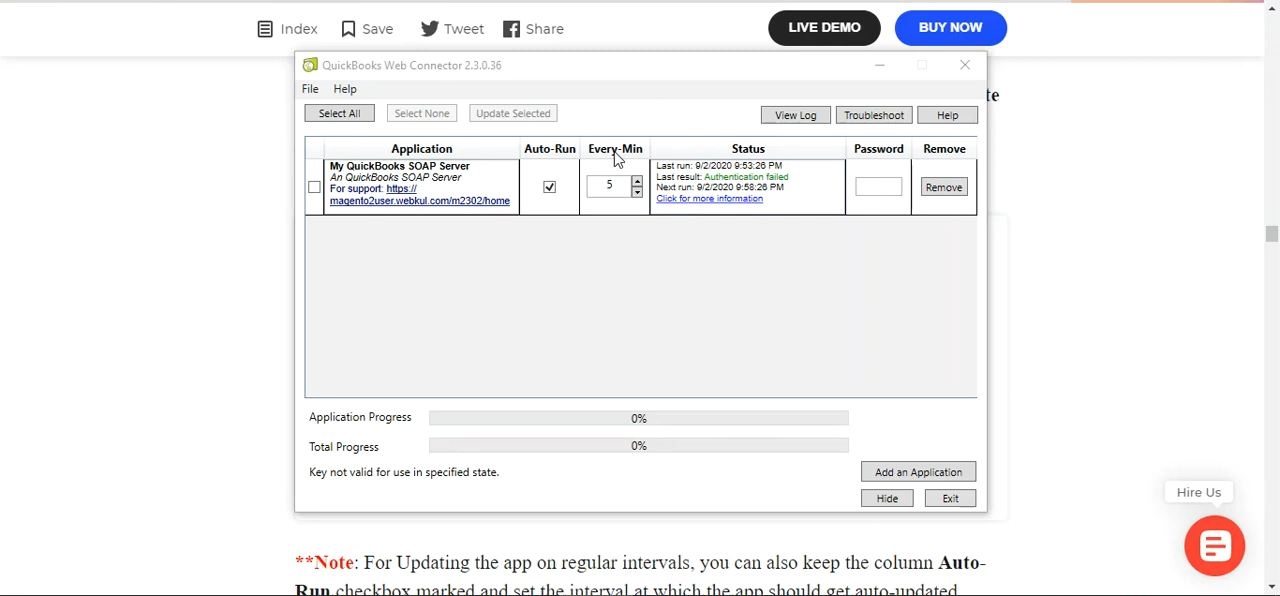 Index
Save
Tweet
Share
LIVE DEMO
BUY NOW
te
QuickBooks Web Connector 2.3.0.36
File
Help
Select All
Select None
Update Selected
View Log
Troubleshoot
Help
Application
Auto-Run
Every-Min
Status
Password
Remove
My QuickBooks SOAP Server
An QuickBooks SOAP Server
For support: https://
magento2user.webkul.com/m2302/home
5
Last run: 9/2/2020 9:53:26 PM
Last result: Authentication failed
Next run: 9/2/2020 9:58:26 PM
Click for more information
Remove
Application Progress
0%
Total Progress
0%
Key not valid for use in specified state.
Add an Application
Hide
Exit
Hire Us
**Note: For Updating the app on regular intervals, you can also keep the column Auto-
Run checkbox marked and set the interval at which the app should get auto-updated